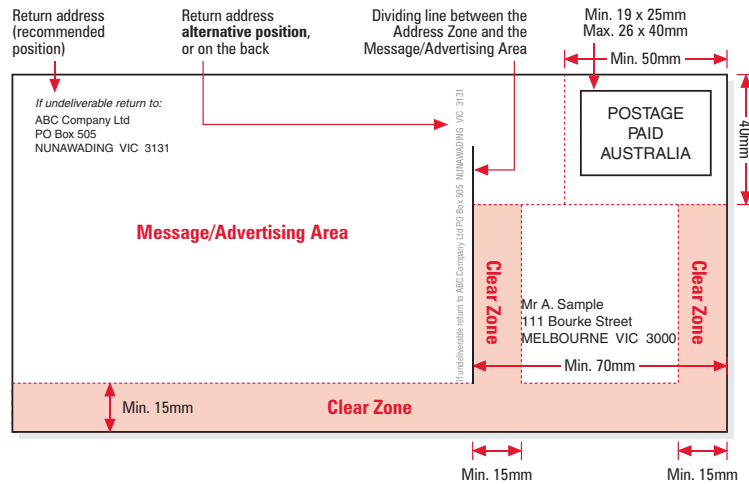 Return address
(recommended
position)
Return address
alternative position,
or on the back
Dividing line between the
Address Zone and the
Message/Advertising Area
Min. 19 x 25mm
Max. 26 x 40mm
Min. 50mm
If undeliverable return to:
ABC Company Ltd
PO Box 505
NUNAWADING VIC 3131
If undeliverable return to ABC Company Ltd PO Box 505 NUNAWADING VIC 3131
POSTAGE
PAID
AUSTRALIA
40mm
Message/Advertising Area
Clear Zone
Clear Zone
Mr A. Sample
111 Bourke Street
MELBOURNE VIC 3000
Min. 70mm
Min. 15mm
Clear Zone
Min. 15mm
Min. 15mm